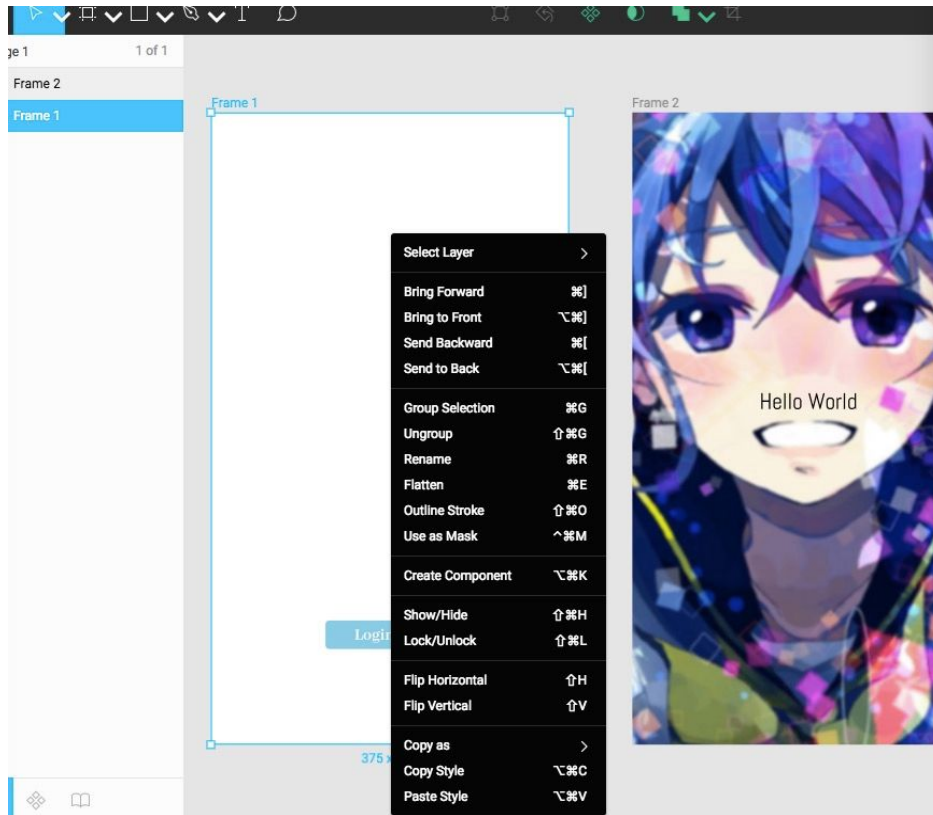 ge 1 1 of 1
Frame 2
Frame 1
Frame 1
Frame 2
Select Layer
Bring Forward ⌘]
Bring to Front ⌥⌘]
Send Backward ⌘[
Send to Back ⌥⌘[
Group Selection ⌘G
Ungroup ⇧⌘G
Rename ⌘R
Flatten ⌘E
Outline Stroke ⇧⌘O
Use as Mask ^⌘M
Create Component ⌥⌘K
Show/Hide ⇧⌘H
Lock/Unlock ⇧⌘L
Flip Horizontal ⇧H
Flip Vertical ⇧V
Copy as
Copy Style ⌥⌘C
Paste Style ⌥⌘V
Login
375
Hello World